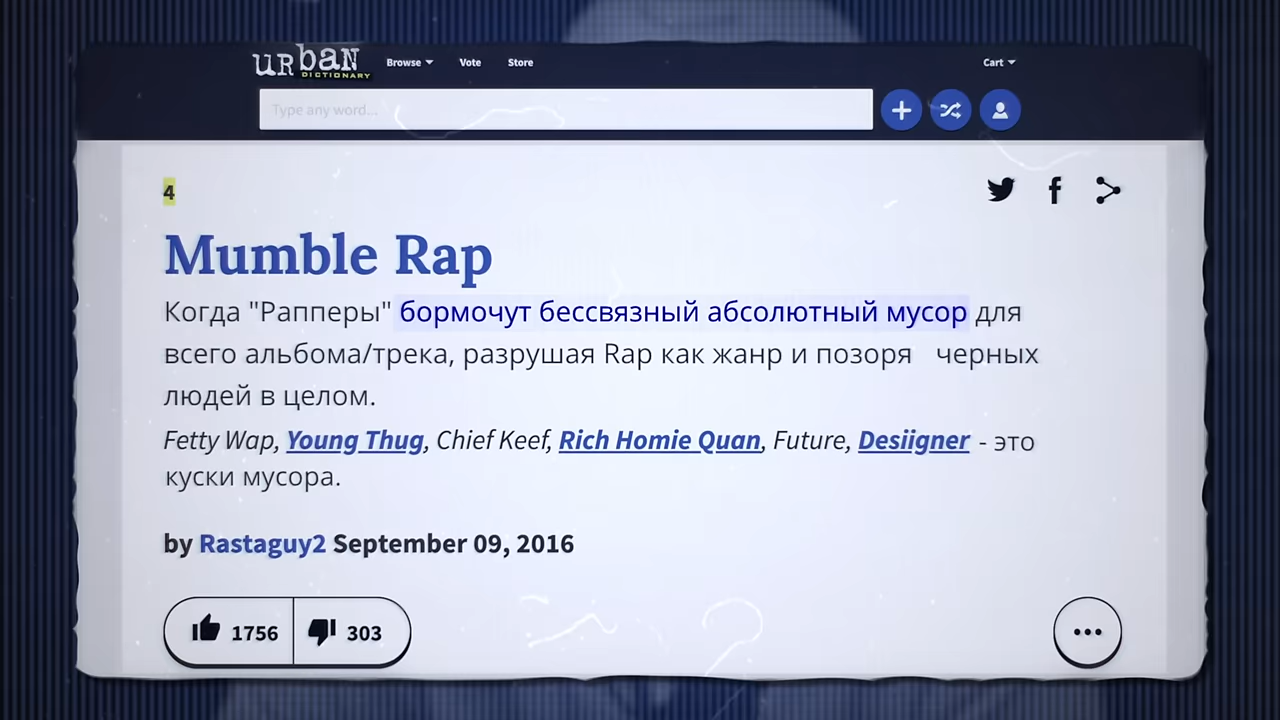 urban DICTIONARY
Browse Vote Store Cart
Type any word...
4
Mumble Rap
Когда "Рапперы" бормочут бессвязный абсолютный мусор для
всего альбома/трека, разрушая Rap как жанр и позоря черных
людей в целом.
Fetty Wap, Young Thug, Chief Keef, Rich Homie Quan, Future, Desiigner - это
куски мусора.
by Rastaguy2 September 09, 2016
1756 303